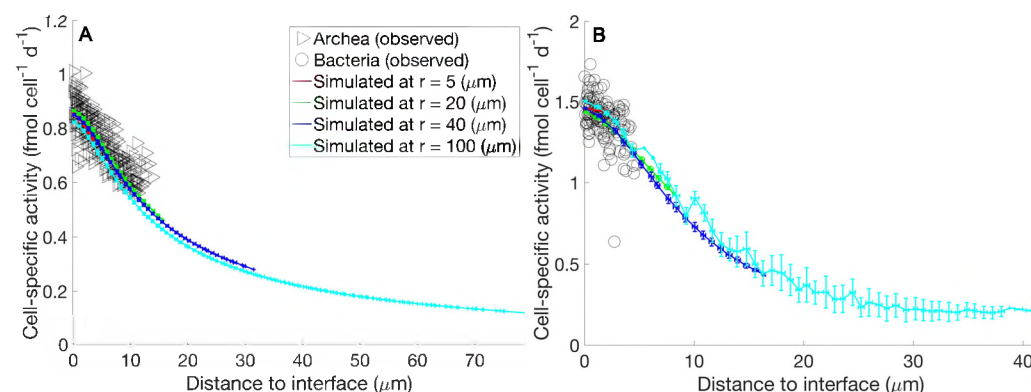 A
Cell-specific activity (fmol cell⁻¹ d⁻¹)
1.2
1
0.8
0.6
0.4
0.2
0
0 10 20 30 40 50 60 70
Distance to interface (μm)
Archea (observed)
Bacteria (observed)
Simulated at r = 5 (μm)
Simulated at r = 20 (μm)
Simulated at r = 40 (μm)
Simulated at r = 100 (μm)
B
Cell-specific activity (fmol cell⁻¹ d⁻¹)
2
1.5
1
0.5
0
0 10 20 30 40
Distance to interface (μm)